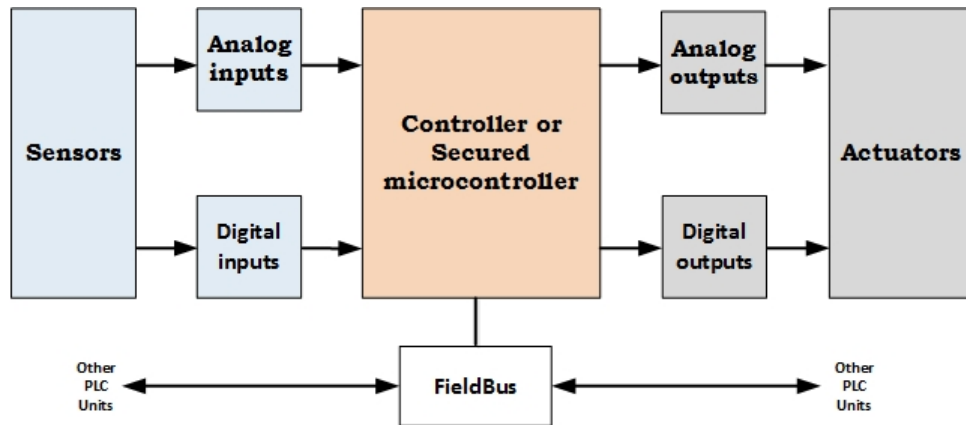 Sensors
Analog
inputs
Digital
inputs
Controller or
Secured
microcontroller
Analog
outputs
Digital
outputs
Actuators
Other
PLC
Units
FieldBus
Other
PLC
Units